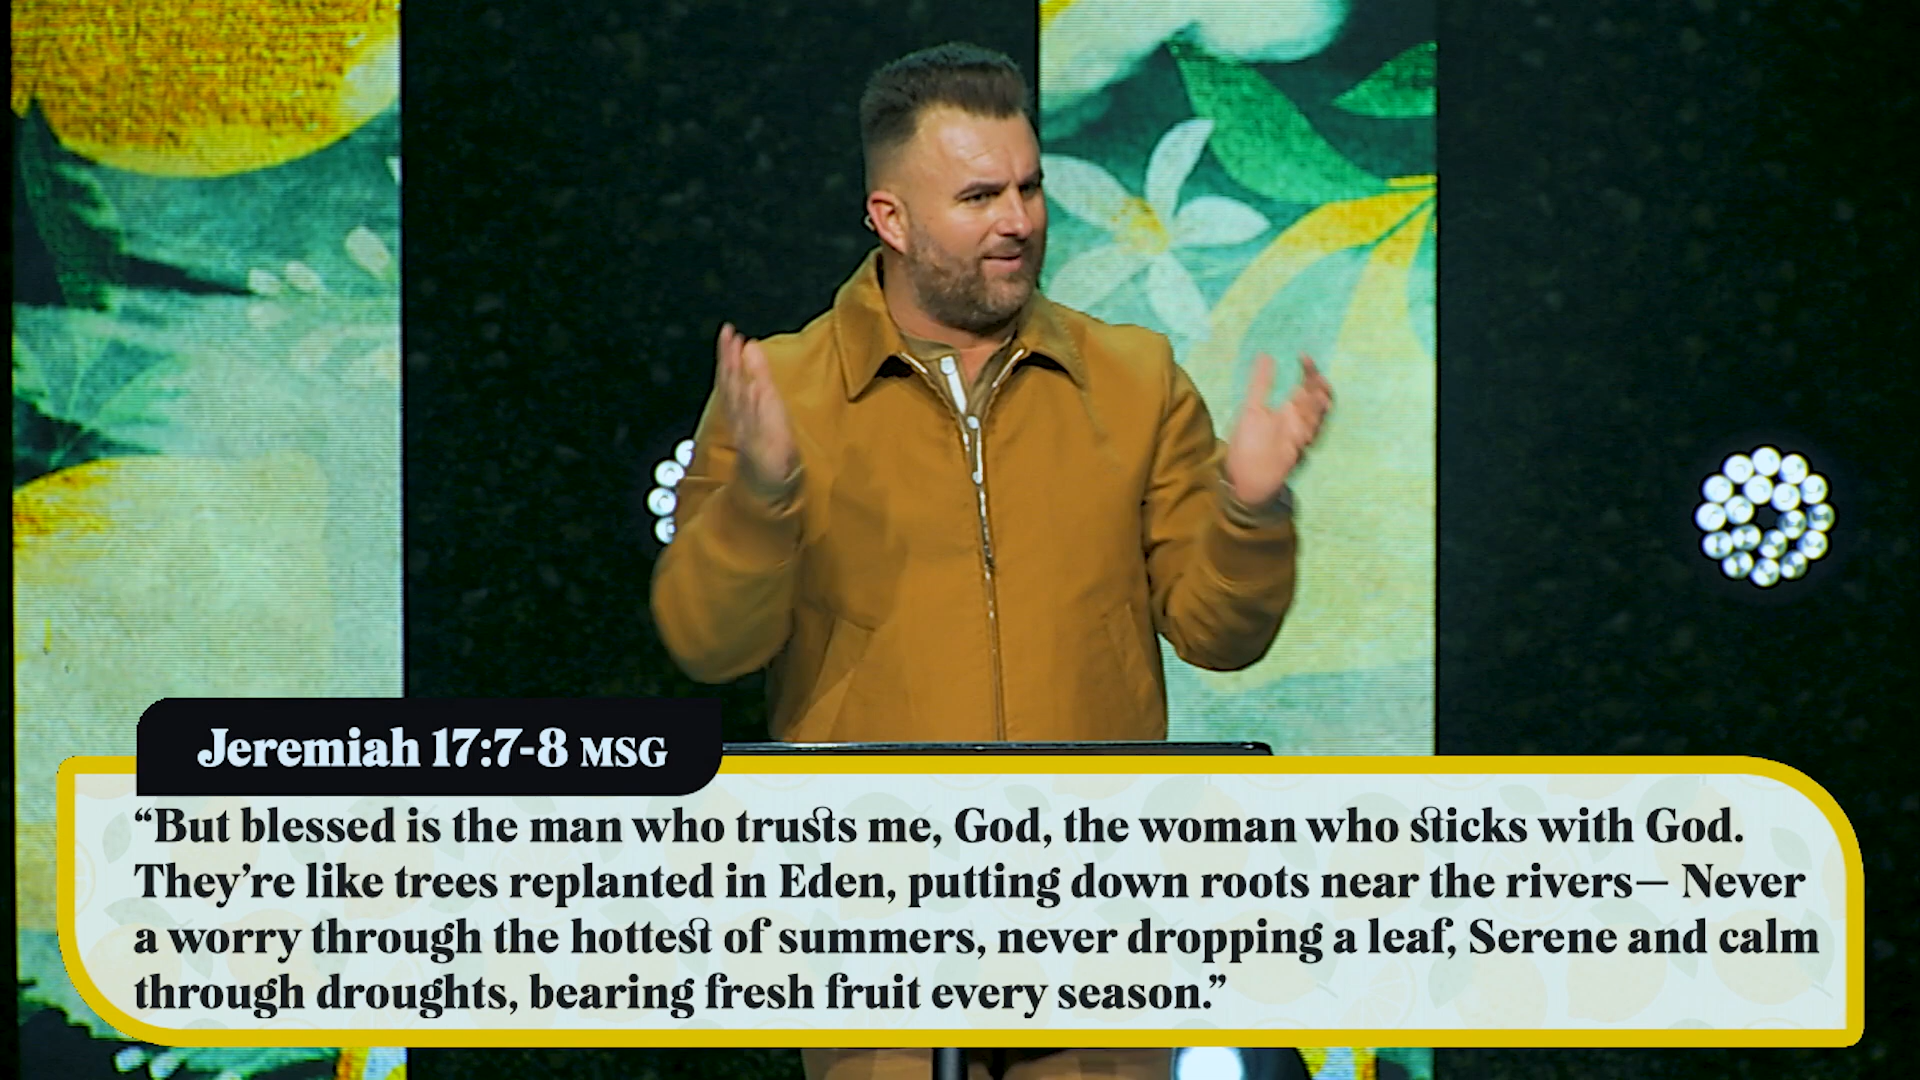 Jeremiah 17:7-8 MSG
“But blessed is the man who trusts me, God, the woman who sticks with God.
They’re like trees replanted in Eden, putting down roots near the rivers— Never
a worry through the hottest of summers, never dropping a leaf, Serene and calm
through droughts, bearing fresh fruit every season.”